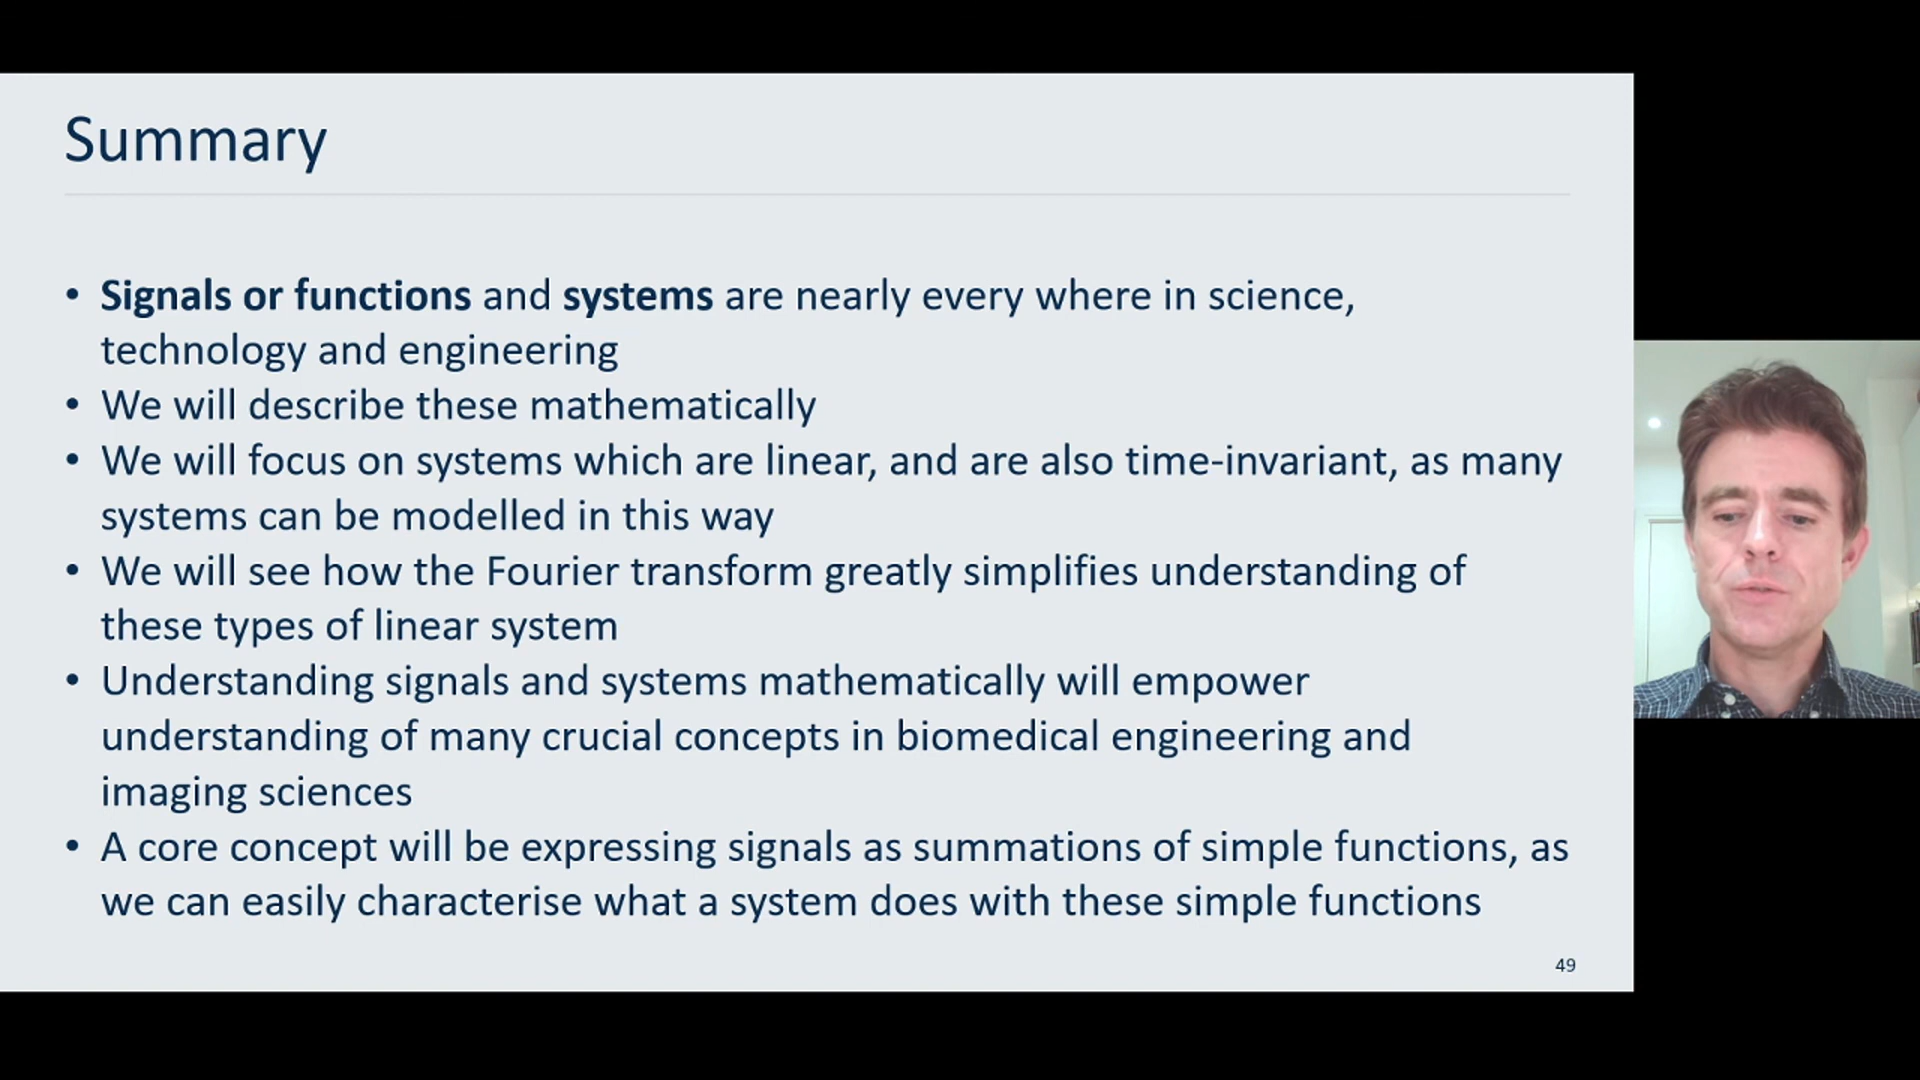 Summary
• Signals or functions and systems are nearly every where in science,
technology and engineering
• We will describe these mathematically
• We will focus on systems which are linear, and are also time-invariant, as many
systems can be modelled in this way
• We will see how the Fourier transform greatly simplifies understanding of
these types of linear system
• Understanding signals and systems mathematically will empower
understanding of many crucial concepts in biomedical engineering and
imaging sciences
• A core concept will be expressing signals as summations of simple functions, as
we can easily characterise what a system does with these simple functions
49